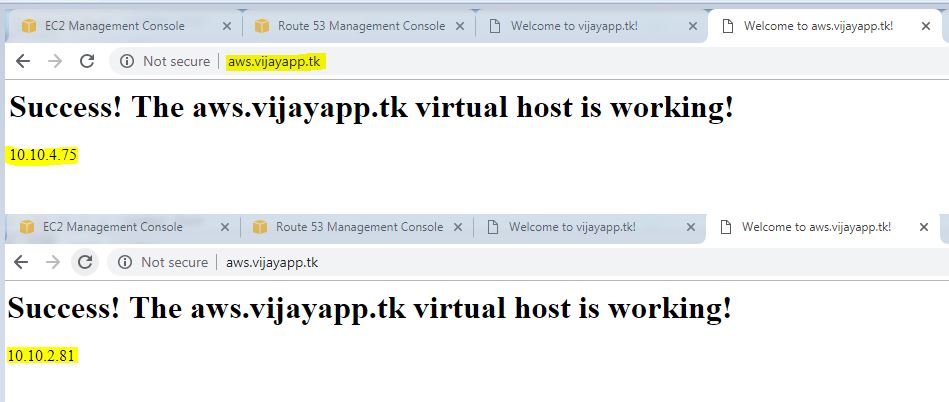 EC2 Management Console
Route 53 Management Console
Welcome to vijayapp.tk!
Welcome to aws.vijayapp.tk!
Not secure | aws.vijayapp.tk
Success! The aws.vijayapp.tk virtual host is working!
10.10.4.75
EC2 Management Console
Route 53 Management Console
Welcome to vijayapp.tk!
Welcome to aws.vijayapp.tk!
Not secure | aws.vijayapp.tk
Success! The aws.vijayapp.tk virtual host is working!
10.10.2.81